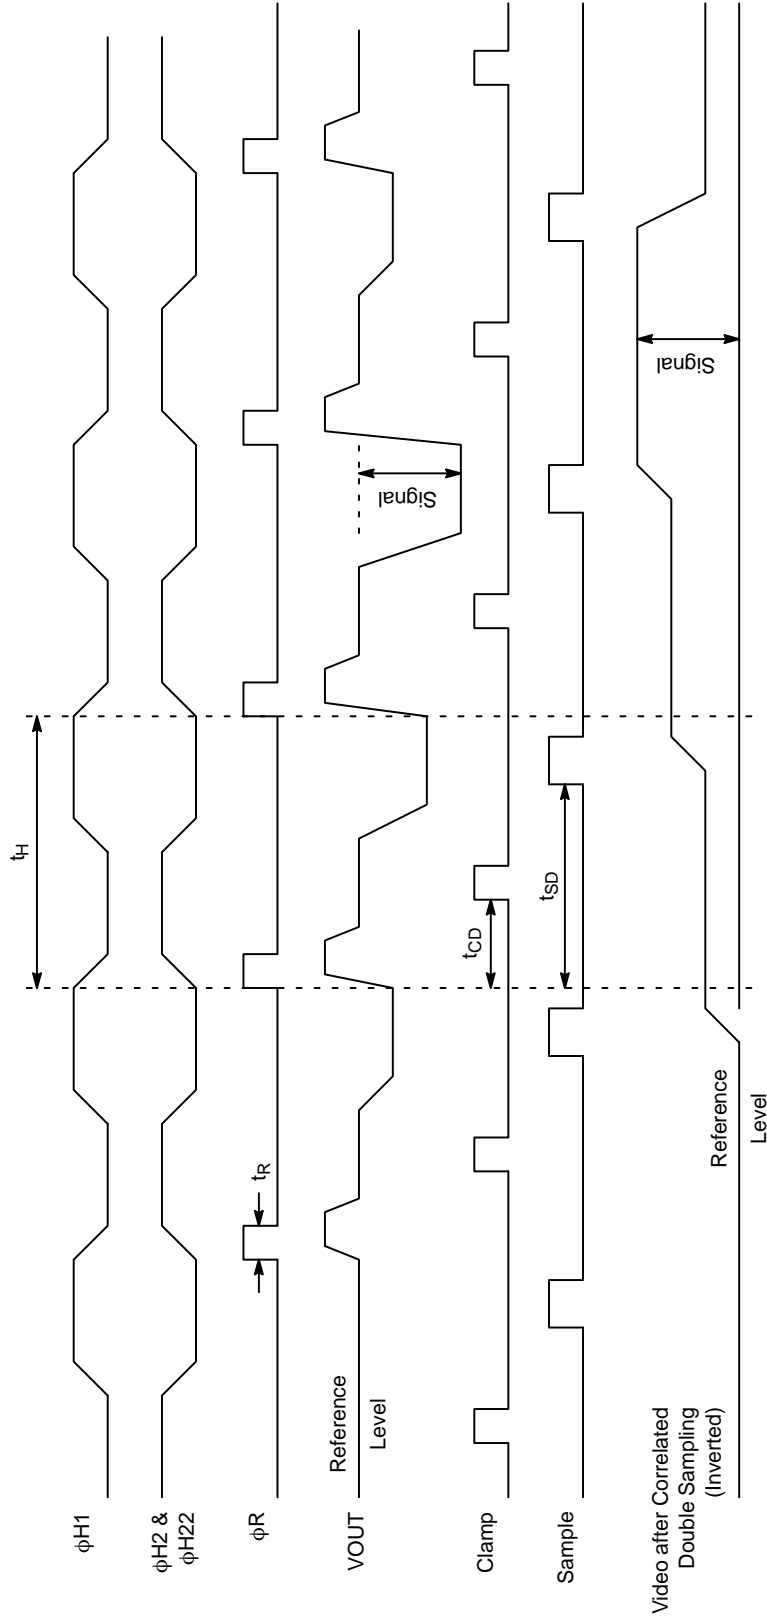 φH1
φH2 &
φH22
φR
VOUT
Clamp
Sample
Video after Correlated
Double Sampling
(Inverted)
tH
tR
Reference
Level
Signal
tCD
tSD
Reference
Level
Signal